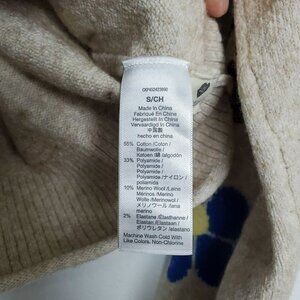 S/CH
Made In China
Fabriqué En Chine
Hergestellt In China
Vervaardigd In China
中国製
hecho en china
55% Cotton /Coton /
Baumwolle /
Katoen /綿 /algodón
33% Polyamide /
Polyamide /
Polyamid /
Polyamide /ナイロン /
poliamida
10% Merino Wool /Laine
Mérinos /Merino-Wolle /
Merinowol /
メリノウール /lana
merino
2% Elastane /Élasthanne /
Elasthan /Elastaan /
ポリウレタン /elastano
Machine Wash Cold With
Like Colors. Non-Chlorine